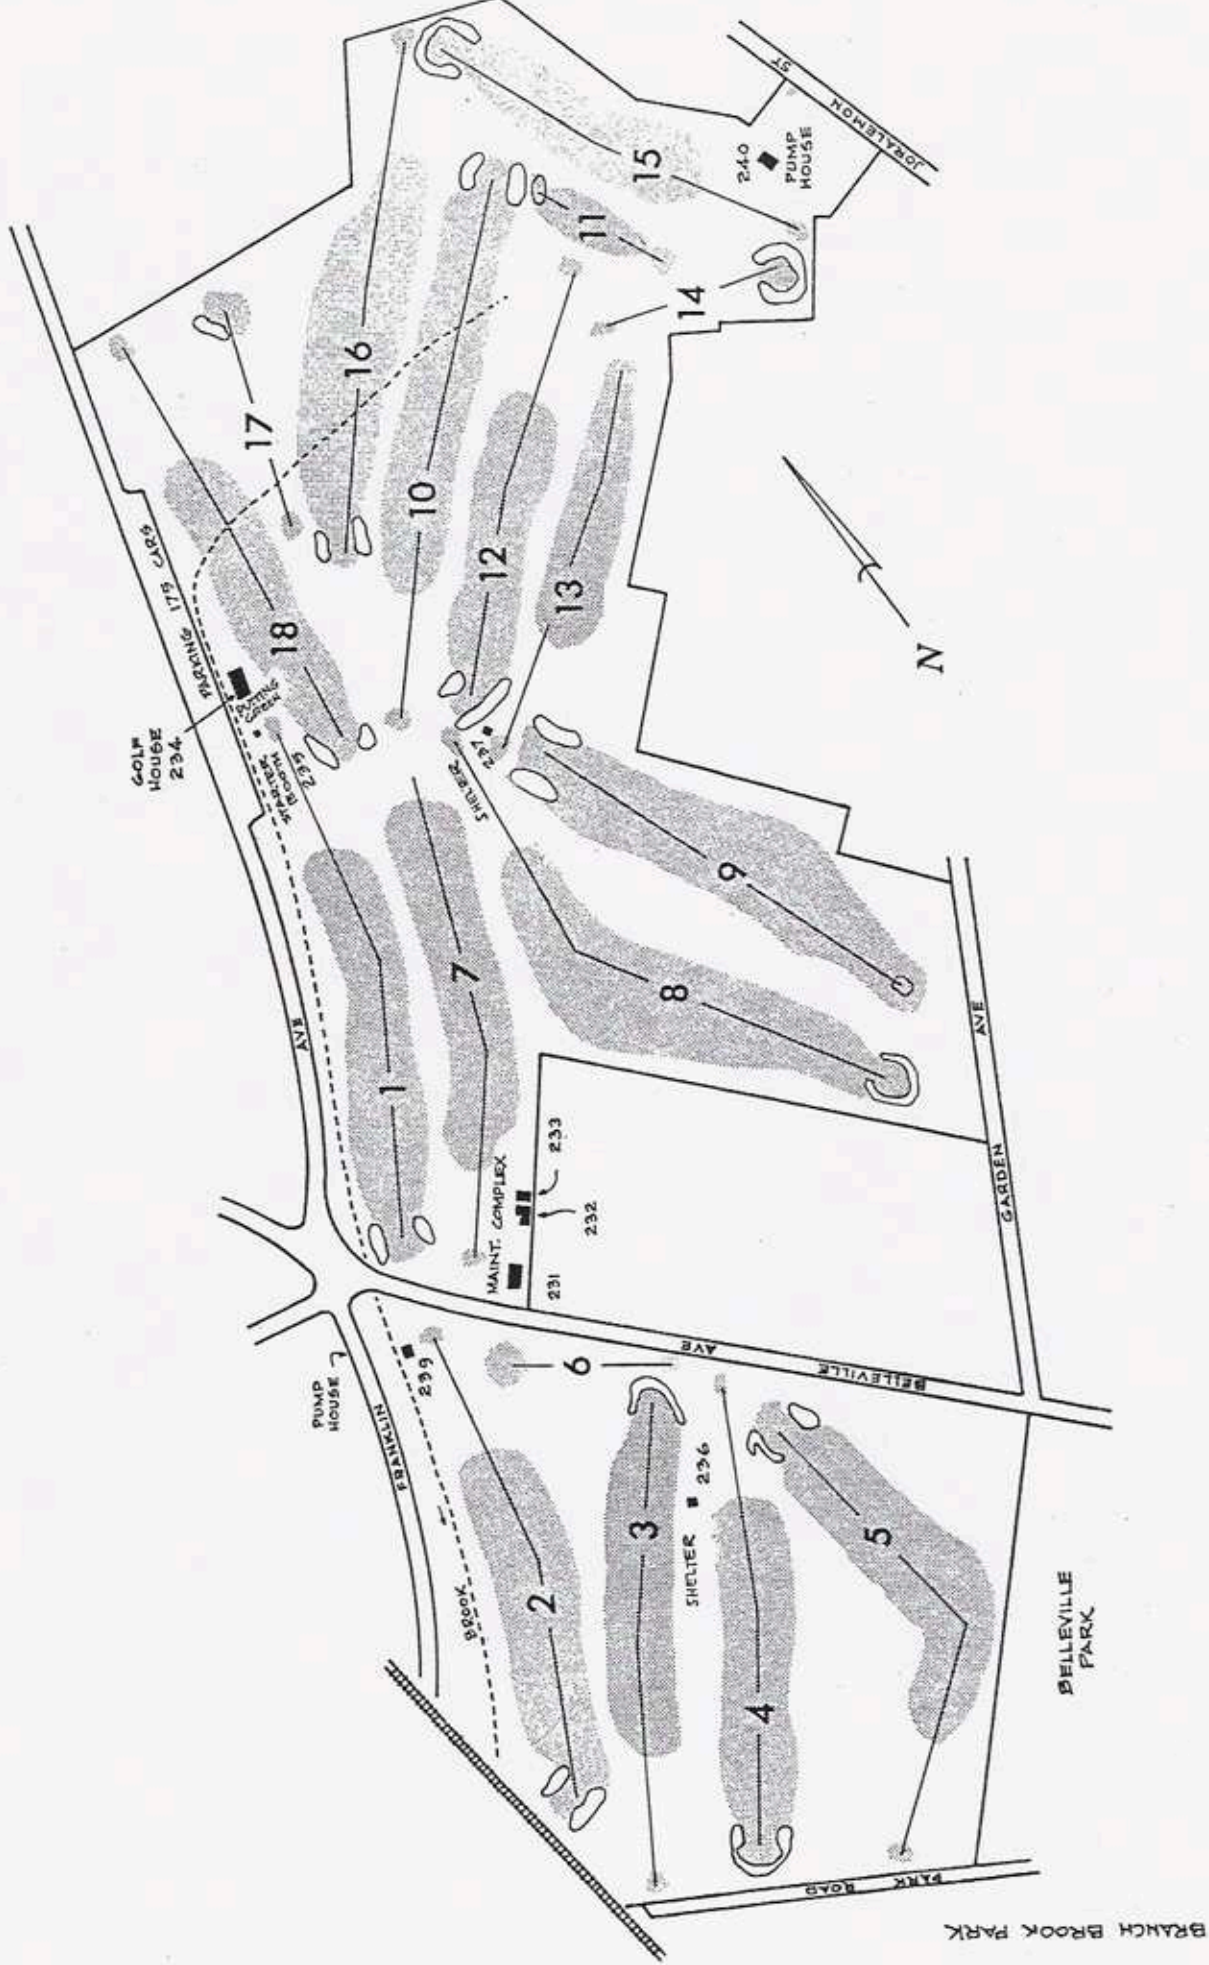 ST
JORALEMON
240
PUMP
HOUSE
15
11
14
16
17
10
12
13
18
PARKING 175 CARS
GOLF
HOUSE
234
PUTTING
GREEN
STARTER
BOOTH
235
SHELTER
237
N
AVE
1
7
8
9
MAINT. COMPLEX
233
232
231
GARDEN
AVE
PUMP
HOUSE
FRANKLIN
239
6
BELLEVILLE
AVE
2
3
SHELTER
236
4
5
BROOK
BELLEVILLE
PARK
PARK ROAD
BRANCH BROOK PARK